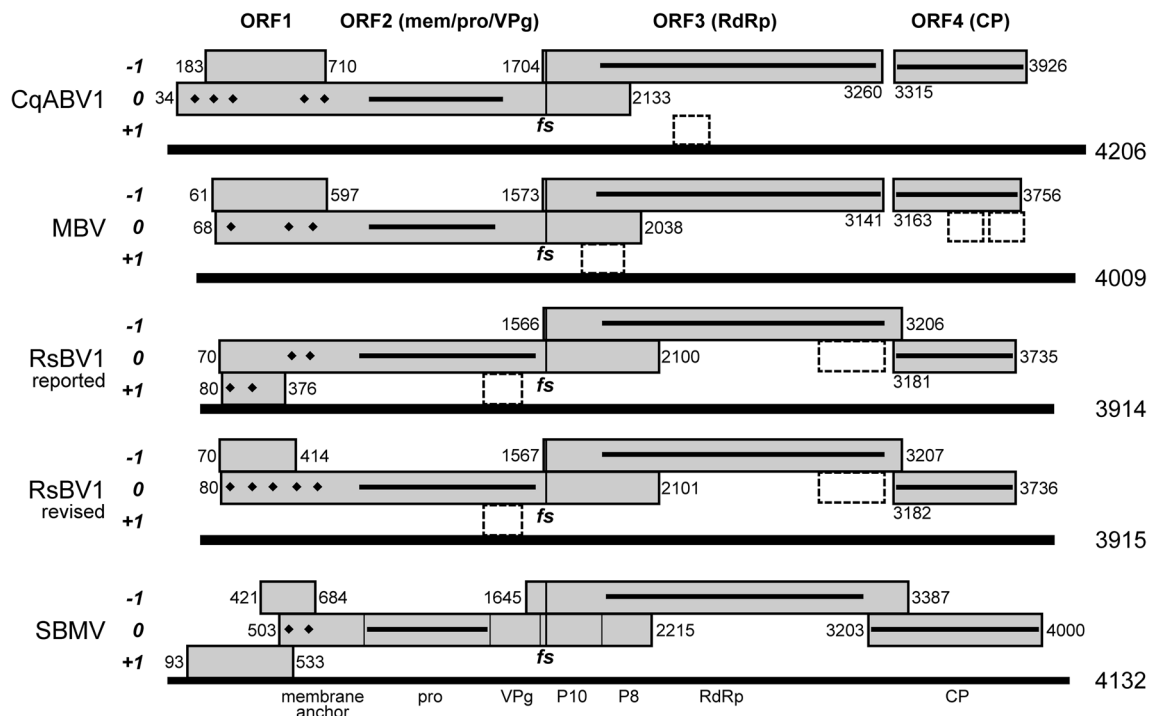 ORF1 ORF2 (mem/pro/VPg) ORF3 (RdRp) ORF4 (CP)
-1 183 710 1704 3926
CqABV1 0 34 2133 3260 3315
+1 fs
4206
-1 61 597 1573 3756
MBV 0 68 2038 3141 3163
+1 fs
4009
-1 1566 3206
RsBV1 0 70 2100 3735
reported +1 80 376 fs 3181
3914
-1 70 414 1567 3207
RsBV1 0 80 2101 3736
revised +1 fs 3182
3915
-1 421 684 1645 3387
SBMV 0 503 2215 3203 4000
+1 93 533 fs
4132
membrane anchor pro VPg P10 P8 RdRp CP